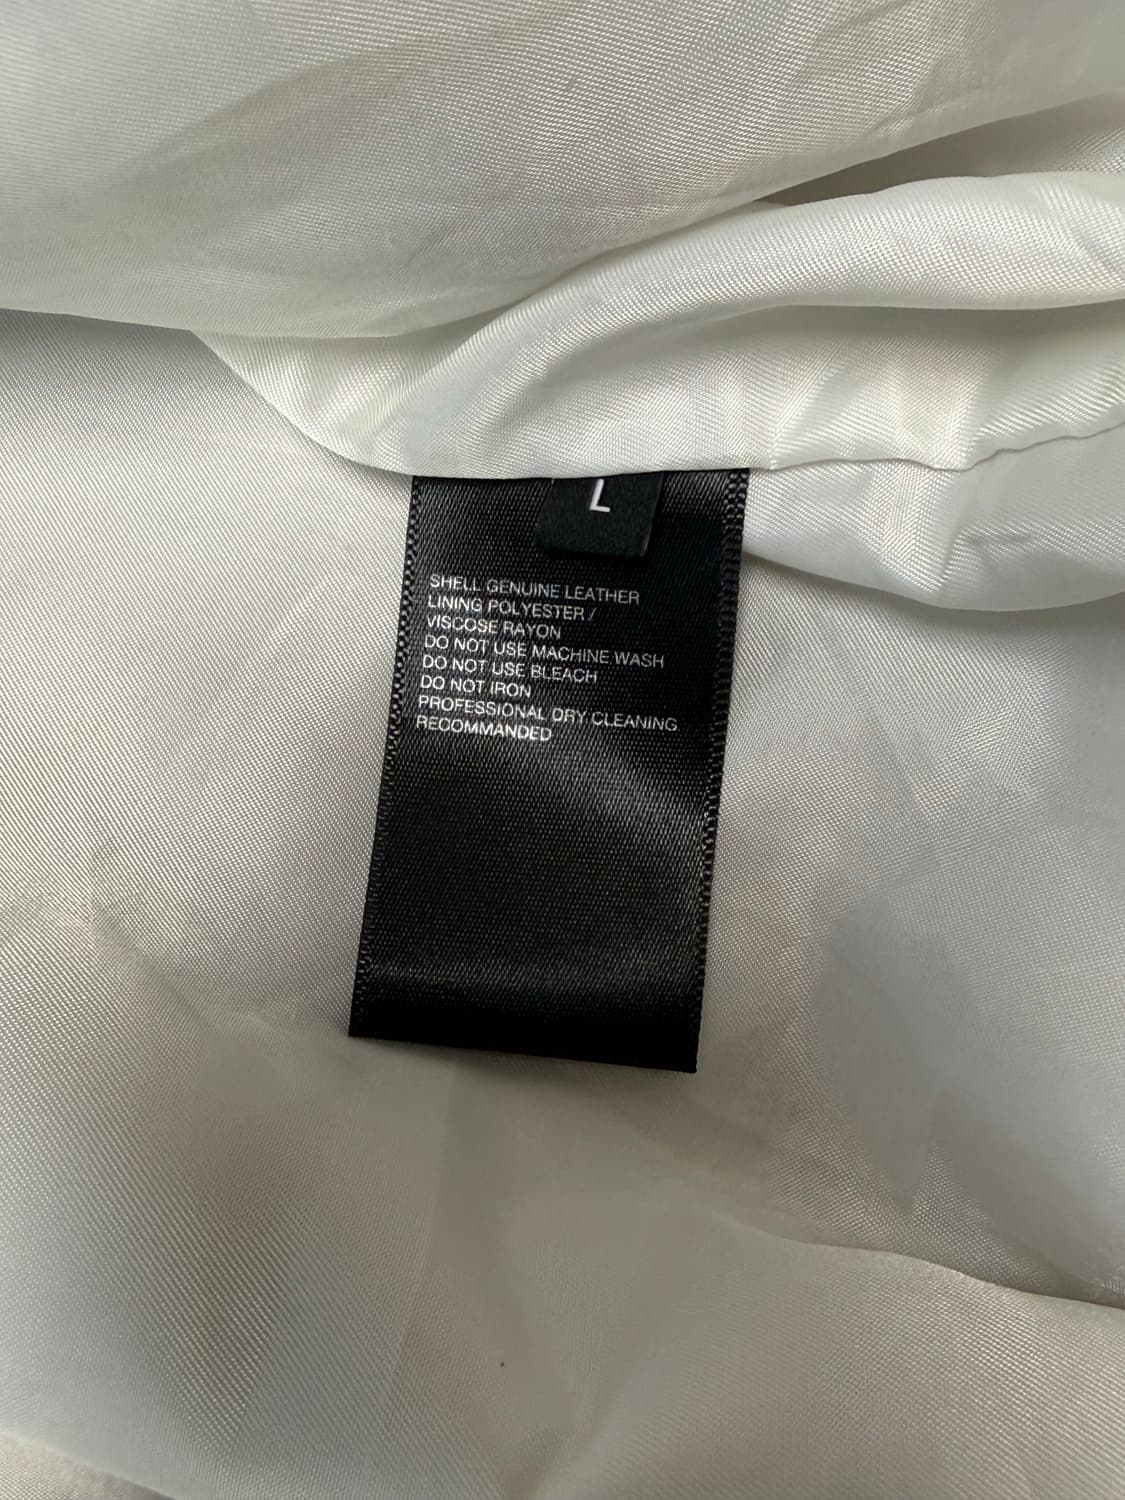 L
SHELL GENUINE LEATHER
LINING POLYESTER /
VISCOSE RAYON
DO NOT USE MACHINE WASH
DO NOT USE BLEACH
DO NOT IRON
PROFESSIONAL DRY CLEANING
RECOMMANDED